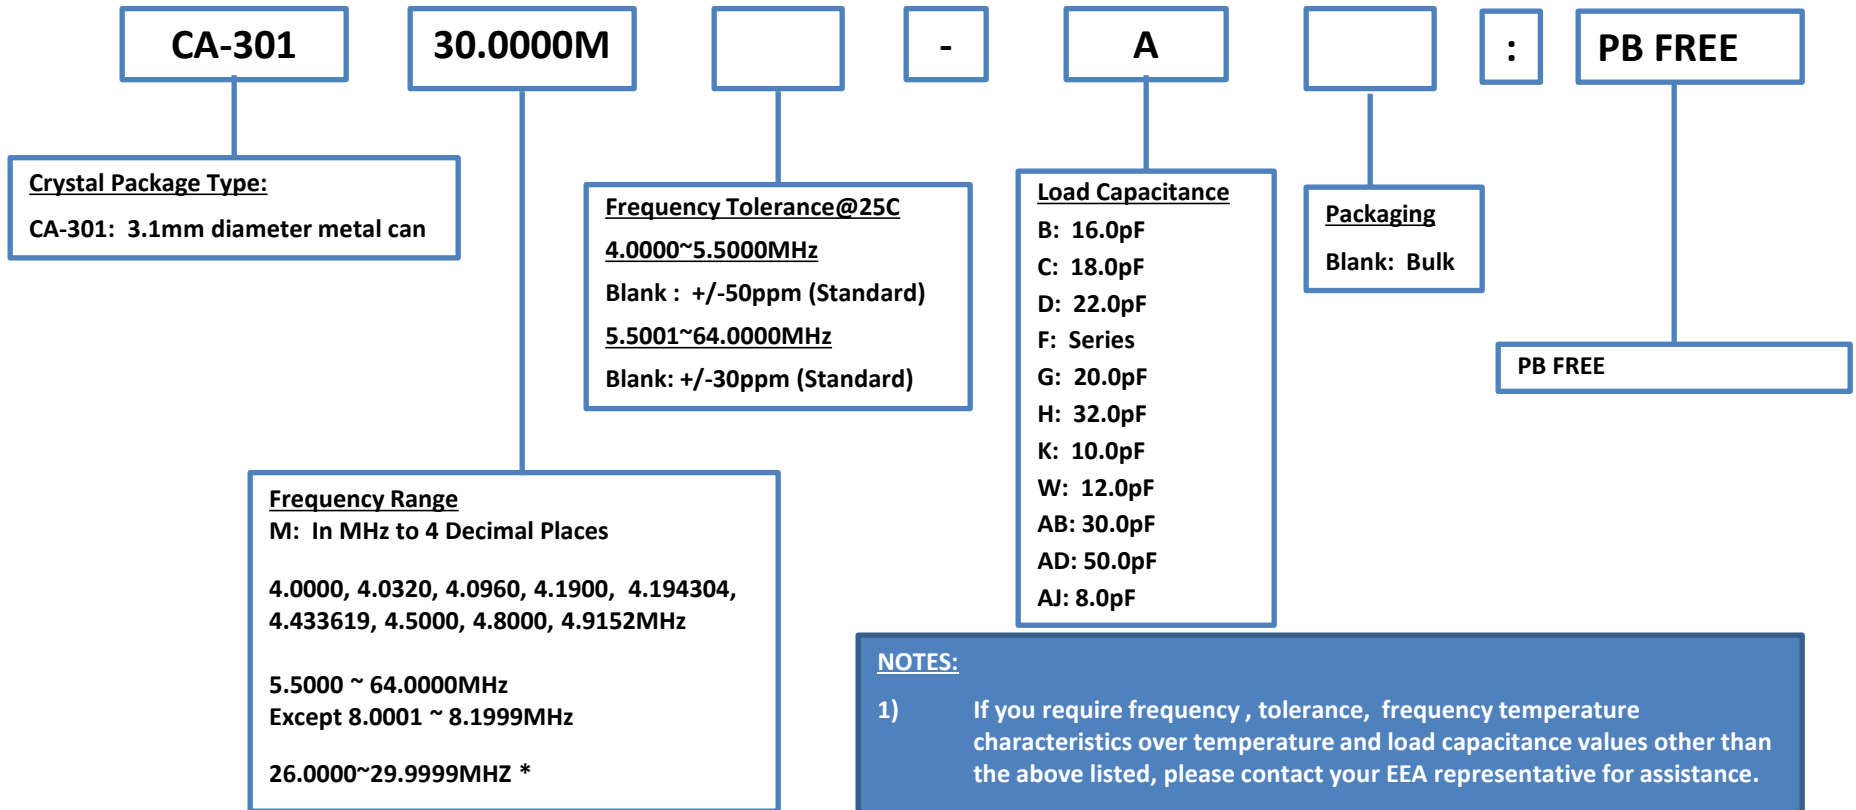 CA-301
30.0000M
-
A
:
PB FREE
Crystal Package Type:
CA-301: 3.1mm diameter metal can
Frequency Tolerance@25C
4.0000~5.5000MHz
Blank : +/-50ppm (Standard)
5.5001~64.0000MHz
Blank: +/-30ppm (Standard)
Load Capacitance
B: 16.0pF
C: 18.0pF
D: 22.0pF
F: Series
G: 20.0pF
H: 32.0pF
K: 10.0pF
W: 12.0pF
AB: 30.0pF
AD: 50.0pF
AJ: 8.0pF
Packaging
Blank: Bulk
PB FREE
Frequency Range
M: In MHz to 4 Decimal Places
4.0000, 4.0320, 4.0960, 4.1900, 4.194304,
4.433619, 4.5000, 4.8000, 4.9152MHz
5.5000 ~ 64.0000MHz
Except 8.0001 ~ 8.1999MHz
26.0000~29.9999MHZ *
NOTES:
1) If you require frequency , tolerance, frequency temperature
characteristics over temperature and load capacitance values other than
the above listed, please contact your EEA representative for assistance.